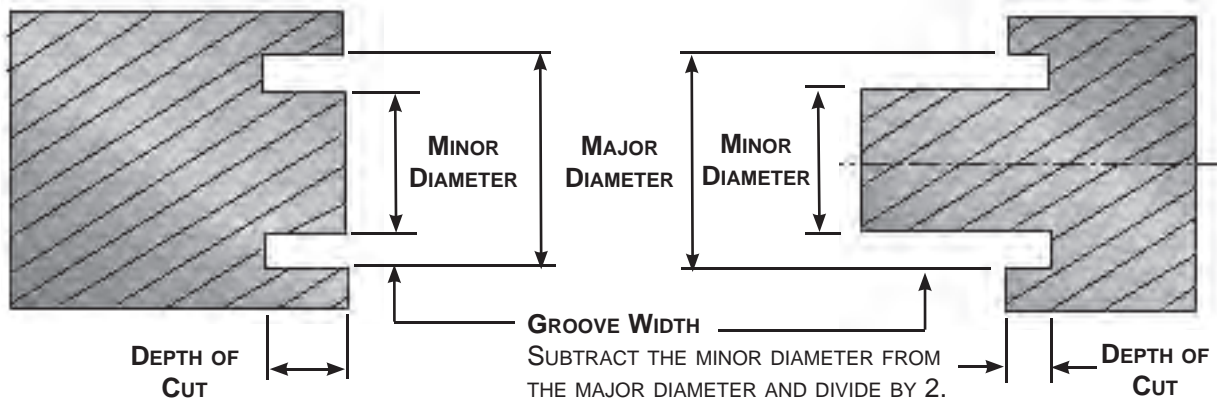 MINOR
DIAMETER
MAJOR
DIAMETER
MINOR
DIAMETER
GROOVE WIDTH
SUBTRACT THE MINOR DIAMETER FROM
THE MAJOR DIAMETER AND DIVIDE BY 2.
DEPTH OF
CUT
DEPTH OF
CUT